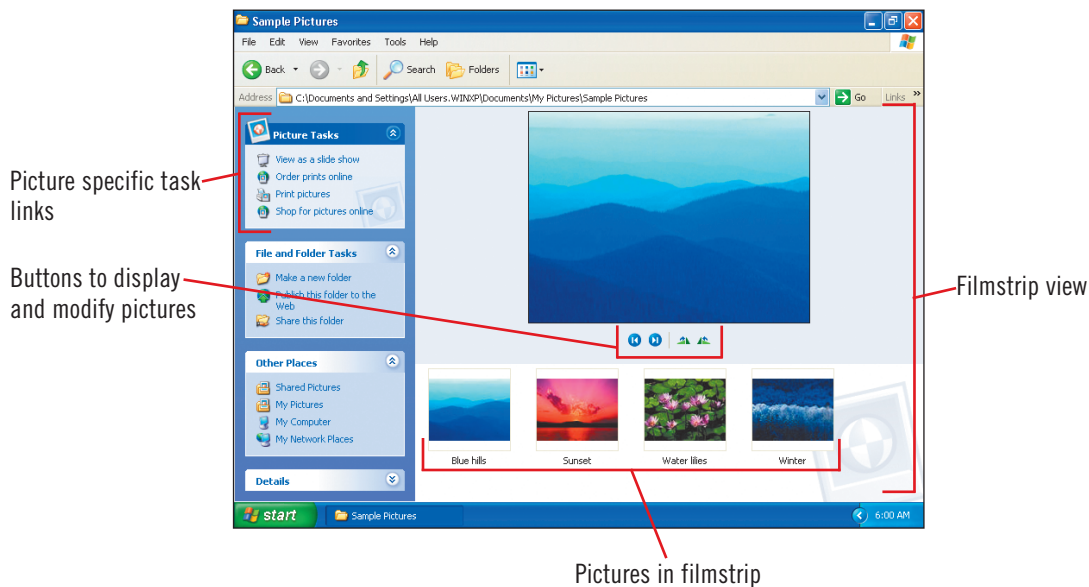 Sample Pictures
File Edit View Favorites Tools Help
Back Search Folders
Address C:\Documents and Settings\All Users.WINXP\Documents\My Pictures\Sample Pictures Go Links »
Picture Tasks
View as a slide show
Order prints online
Print pictures
Shop for pictures online
File and Folder Tasks
Make a new folder
Publish this folder to the
Web
Share this folder
Other Places
Shared Pictures
My Pictures
My Computer
My Network Places
Details
Blue hills Sunset Water lilies Winter
start Sample Pictures 6:00 AM
Picture specific task
links
Buttons to display
and modify pictures
Filmstrip view
Pictures in filmstrip